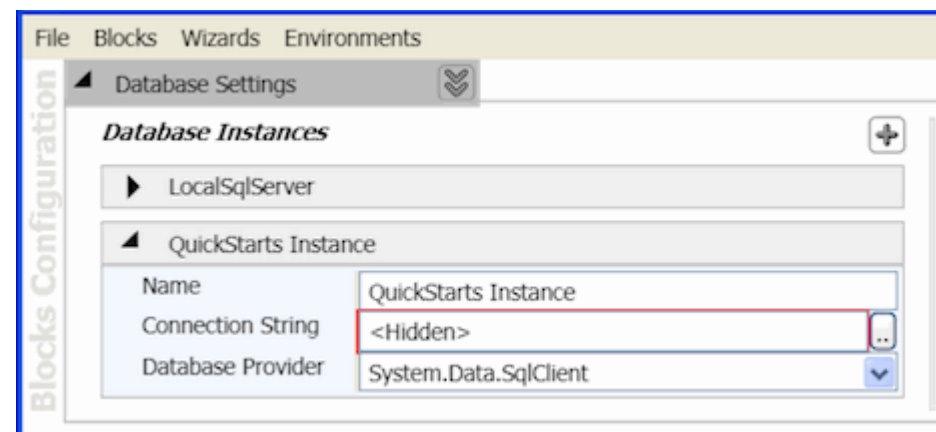 File Blocks Wizards Environments
Blocks Configuration
Database Settings
Database Instances
LocalSqlServer
QuickStarts Instance
Name QuickStarts Instance
Connection String <Hidden> ..
Database Provider System.Data.SqlClient